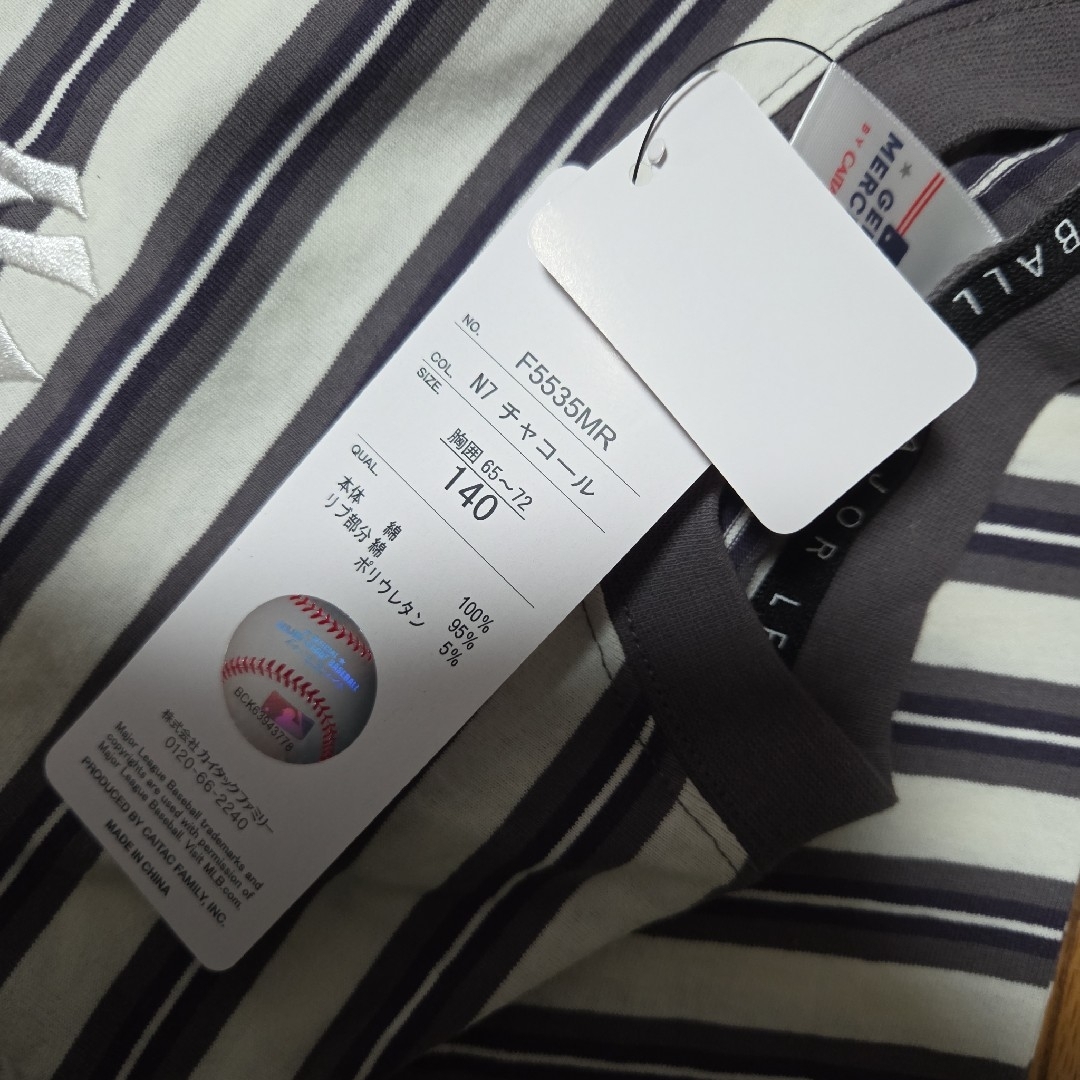 NO.
F5535MR
COL.
N7 チャコール
SIZE.
胸囲 65～72
140
QUAL.
本体 綿 100%
リブ部分 綿 95%
ポリウレタン 5%
BCK63943778
株式会社 カイタックファミリー
0120-66-2240
Major League Baseball trademarks and
copyrights are used with permission of
Major League Baseball. Visit MLB.com.
PRODUCED BY CAITAC FAMILY, INC.
MADE IN CHINA
BY
BALL
AJOR LE